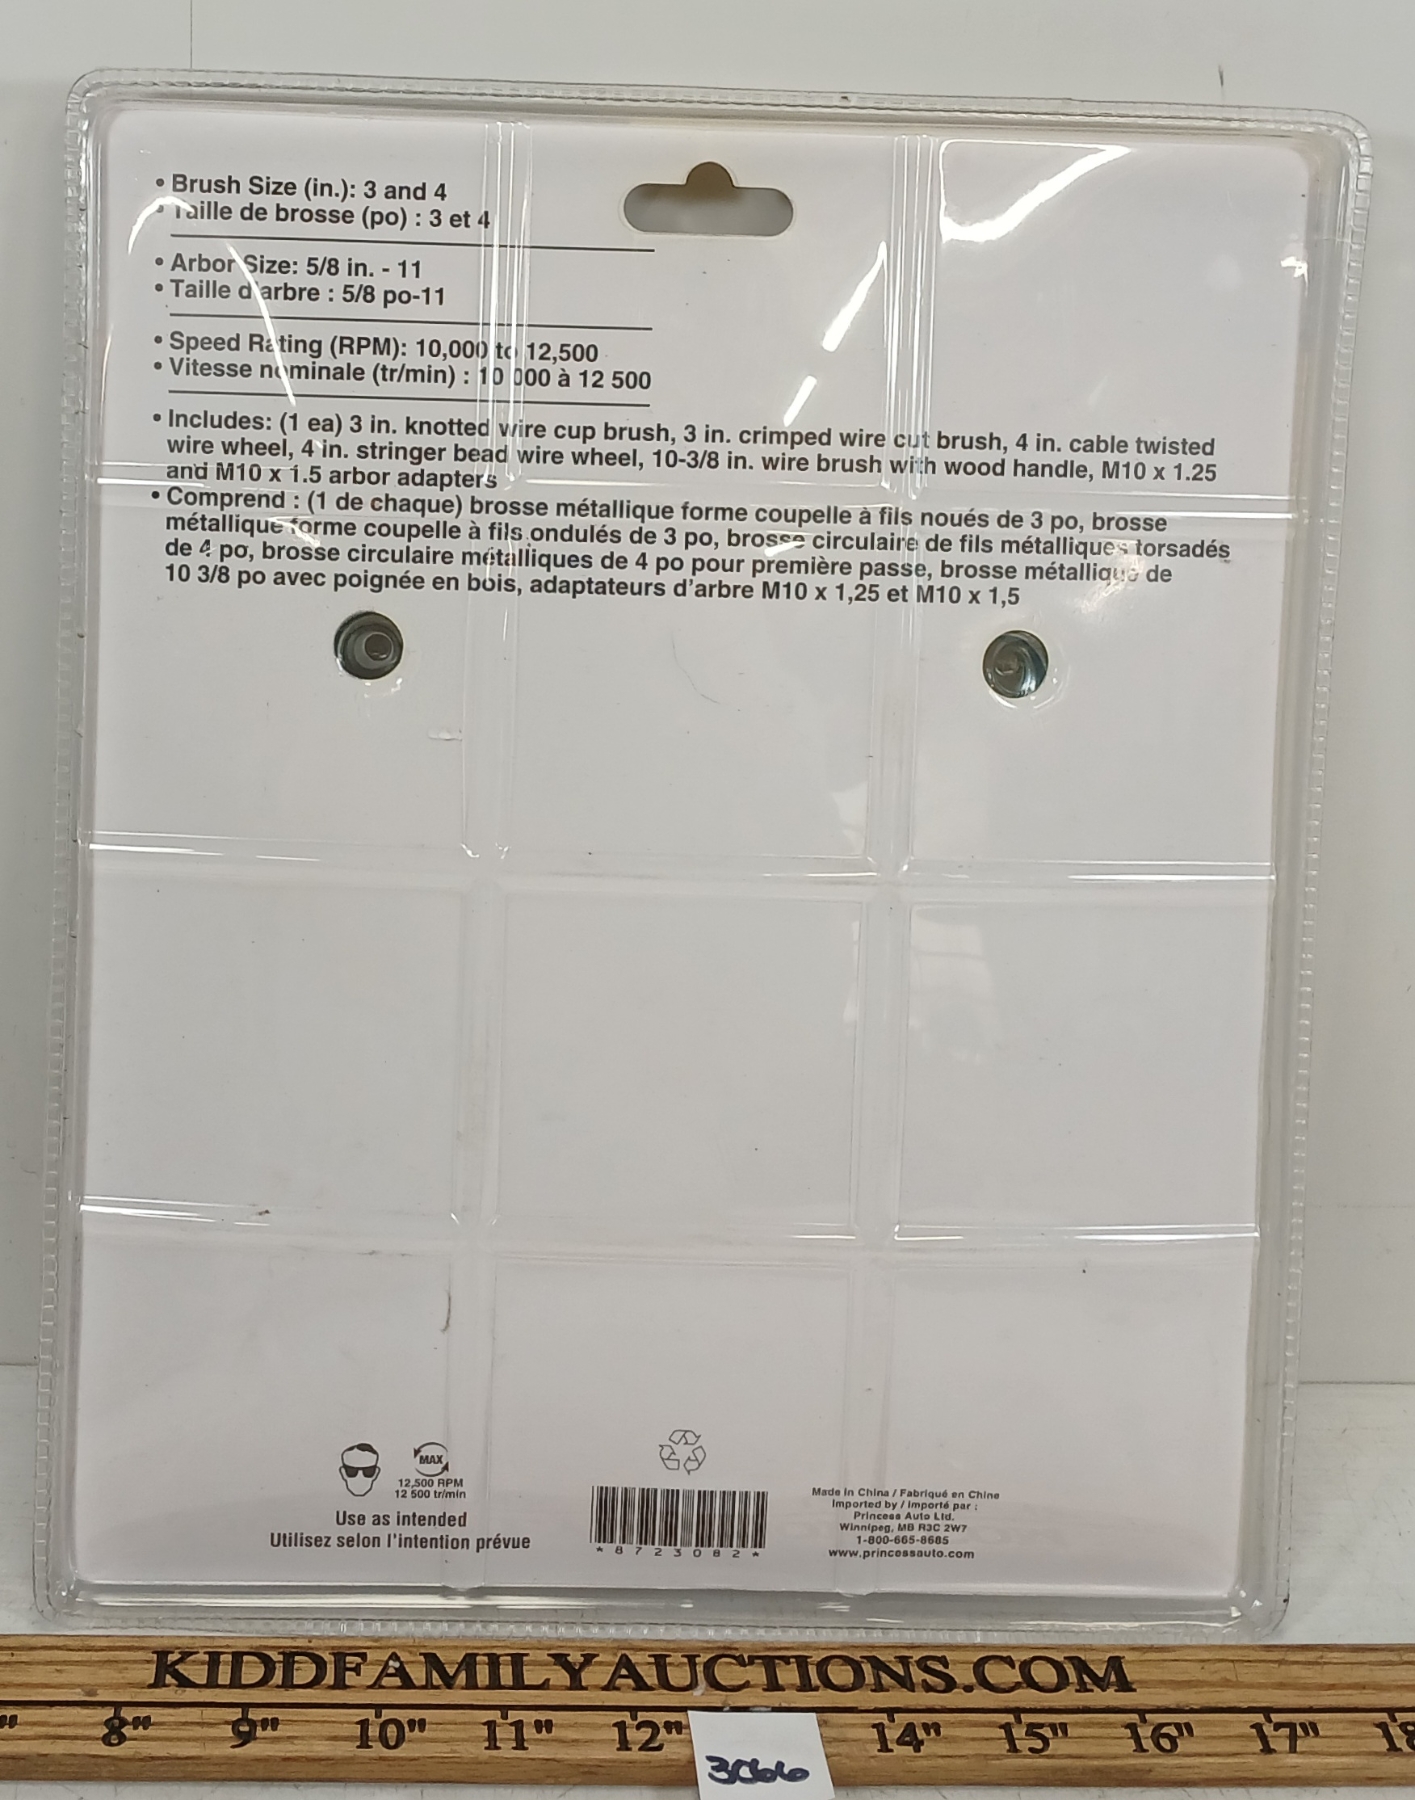 • Brush Size (in.): 3 and 4
• Taille de brosse (po) : 3 et 4
• Arbor Size: 5/8 in. - 11
• Taille d'arbre : 5/8 po-11
• Speed Rating (RPM): 10,000 to 12,500
• Vitesse nominale (tr/min) : 10 000 à 12 500
• Includes: (1 ea) 3 in. knotted wire cup brush, 3 in. crimped wire cut brush, 4 in. cable twisted
wire wheel, 4 in. stringer bead wire wheel, 10-3/8 in. wire brush with wood handle, M10 x 1.25
and M10 x 1.5 arbor adapters
• Comprend : (1 de chaque) brosse métallique forme coupelle à fils noués de 3 po, brosse
métallique forme coupelle à fils ondulés de 3 po, brosse circulaire de fils métalliques torsadés
de 4 po, brosse circulaire métalliques de 4 po pour première passe, brosse métallique de
10 3/8 po avec poignée en bois, adaptateurs d'arbre M10 x 1,25 et M10 x 1,5
MAX
12,500 RPM
12 500 tr/min
Use as intended
Utilisez selon l'intention prévue
*8723082*
Made in China / Fabriqué en Chine
Imported by / Importé par :
Princess Auto Ltd.
Winnipeg, MB R3C 2W7
1-800-665-8685
www.princessauto.com
KIDDFAMILYAUCTIONS.COM
8" 9" 10" 11" 12" 14" 15" 16" 17" 18
3066